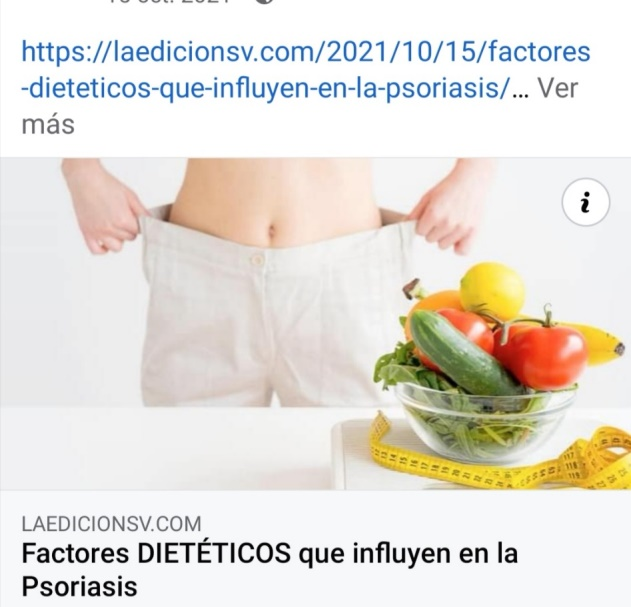 https://laedicionsv.com/2021/10/15/factores
-dieteticos-que-influyen-en-la-psoriasis/... Ver
más
i
LAEDICIONSV.COM
Factores DIETÉTICOS que influyen en la
Psoriasis